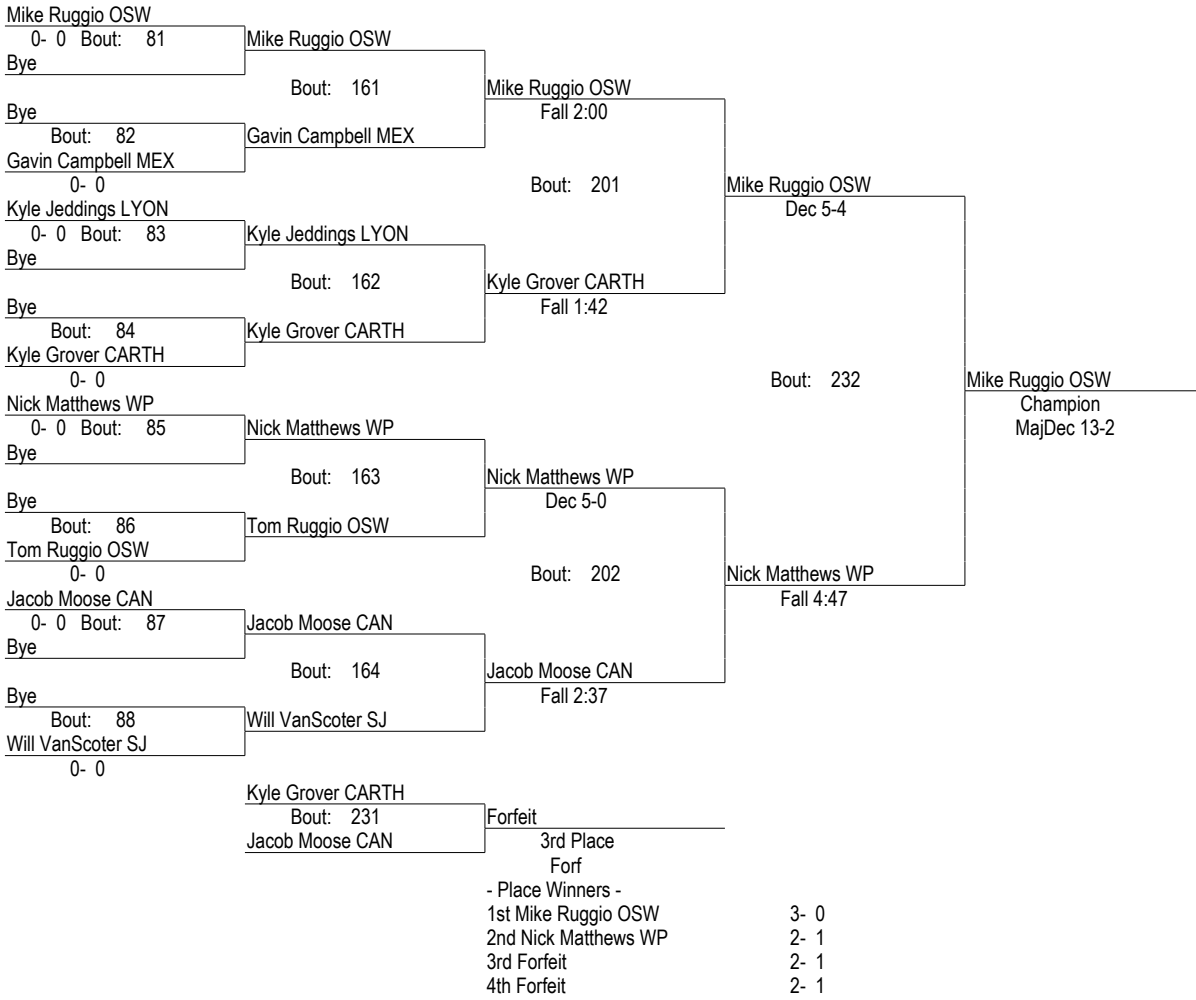 Mike Ruggio OSW
0- 0 Bout: 81
Bye
Bye
Bout: 82
Gavin Campbell MEX
0- 0
Kyle Jeddings LYON
0- 0 Bout: 83
Bye
Bye
Bout: 84
Kyle Grover CARTH
0- 0
Nick Matthews WP
0- 0 Bout: 85
Bye
Bye
Bout: 86
Tom Ruggio OSW
0- 0
Jacob Moose CAN
0- 0 Bout: 87
Bye
Bye
Bout: 88
Will VanScoter SJ
0- 0
Mike Ruggio OSW
Bout: 161
Gavin Campbell MEX
Kyle Jeddings LYON
Bout: 162
Kyle Grover CARTH
Nick Matthews WP
Bout: 163
Tom Ruggio OSW
Jacob Moose CAN
Bout: 164
Will VanScoter SJ
Mike Ruggio OSW
Fall 2:00
Bout: 201
Kyle Grover CARTH
Fall 1:42
Nick Matthews WP
Dec 5-0
Bout: 202
Jacob Moose CAN
Fall 2:37
Mike Ruggio OSW
Dec 5-4
Bout: 232
Nick Matthews WP
Fall 4:47
Mike Ruggio OSW
Champion
MajDec 13-2
Kyle Grover CARTH
Bout: 231
Jacob Moose CAN
Forfeit
3rd Place
Forf
- Place Winners -
1st Mike Ruggio OSW 3- 0
2nd Nick Matthews WP 2- 1
3rd Forfeit 2- 1
4th Forfeit 2- 1